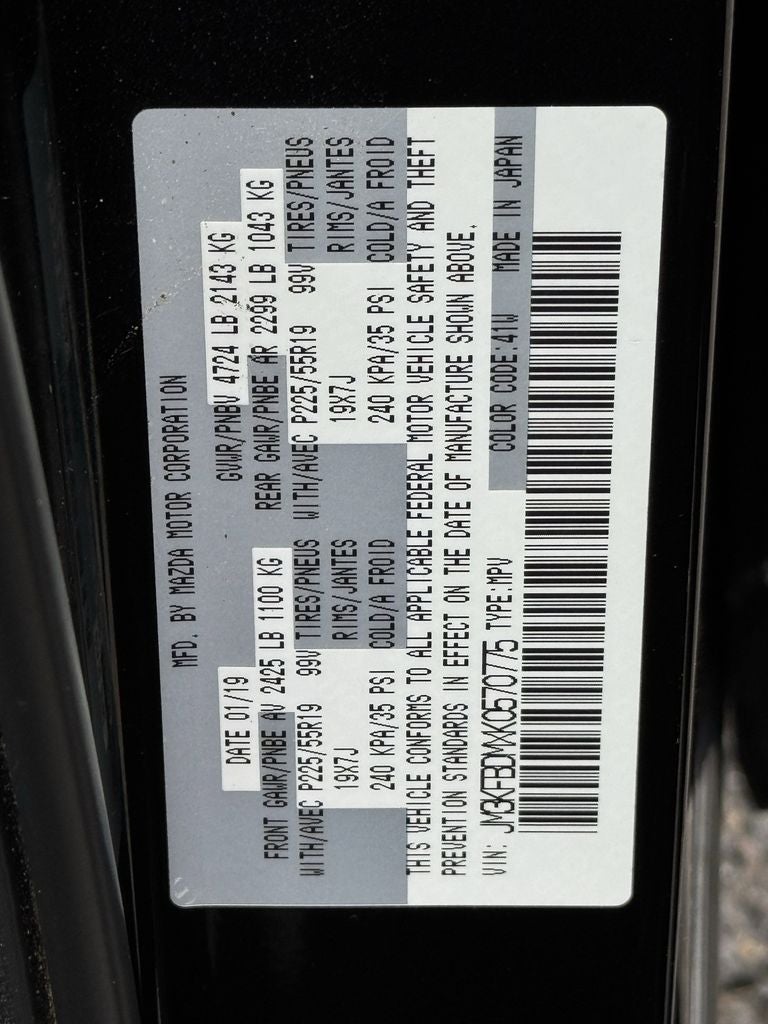 MFD. BY MAZDA MOTOR CORPORATION
DATE 01/19 GVWR/PNBV 4724 LB 2143 KG
FRONT GAWR/PNBE AV 2425 LB 1100 KG REAR GAWR/PNBE AR 2299 LB 1043 KG
WITH/AVEC P225/55R19 99V TIRES/PNEUS WITH/AVEC P225/55R19 99V TIRES/PNEUS
19X7J RIMS/JANTES 19X7J RIMS/JANTES
240 KPA/35 PSI COLD/A FROID 240 KPA/35 PSI COLD/A FROID
THIS VEHICLE CONFORMS TO ALL APPLICABLE FEDERAL MOTOR VEHICLE SAFETY AND THEFT
PREVENTION STANDARDS IN EFFECT ON THE DATE OF MANUFACTURE SHOWN ABOVE.
VIN: JM3KFBDMXK0570775 TYPE:MPV COLOR CODE:41W MADE IN JAPAN